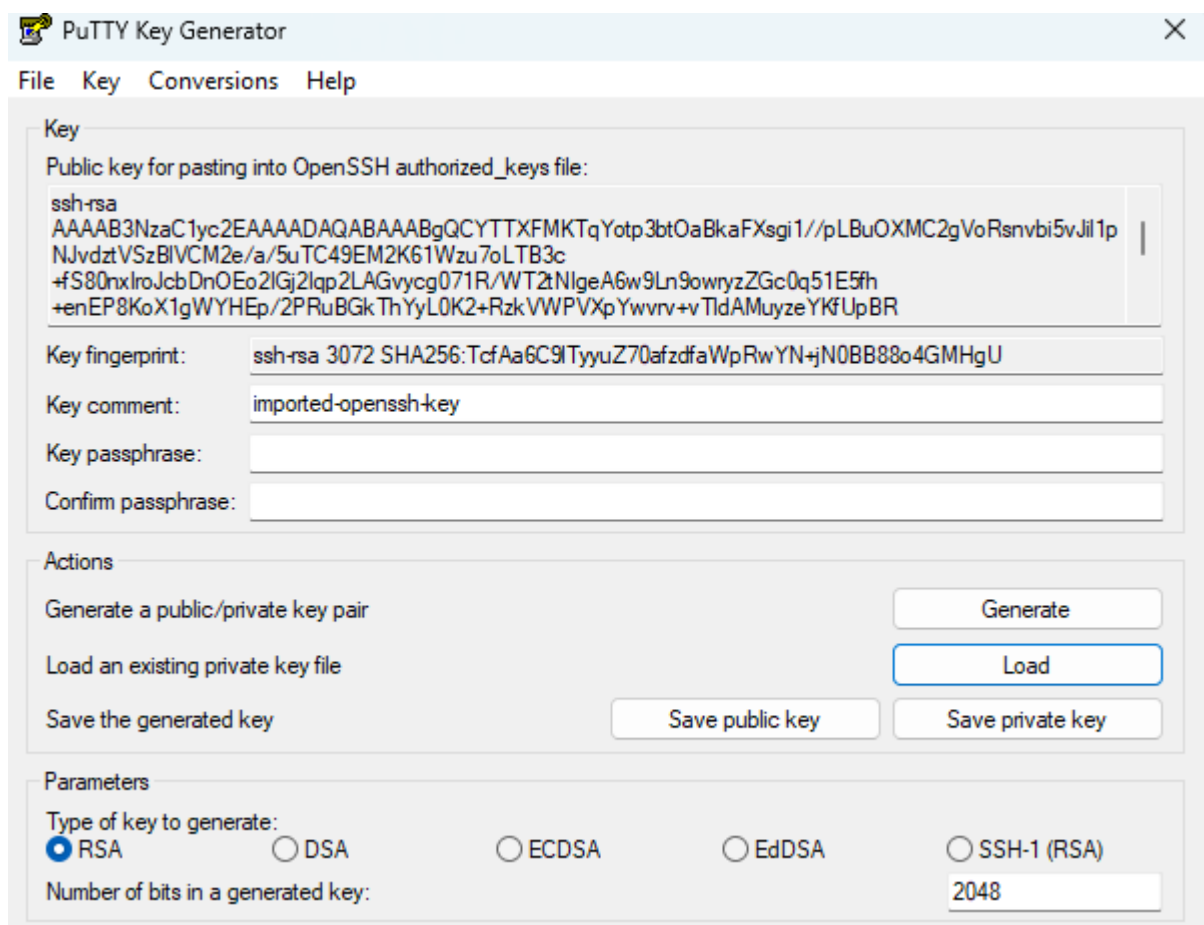 PuTTY Key Generator
File Key Conversions Help
Key
Public key for pasting into OpenSSH authorized_keys file:
ssh-rsa
AAAAB3NzaC1yc2EAAAADAQABAAABgQCYTTXFMKTqYotp3btOaBkaFXsgi1//pLBuOXMC2gVoRsnvbi5vJil1p
NJvdztVSzBlVCM2e/a/5uTC49EM2K61Wzu7oLTB3c
+fS80nxlroJcbDnOEo2lGj2lqp2LAGvycg071R/WT2tNlgeA6w9Ln9owryzZGc0q51E5fh
+enEP8KoX1gWYHEp/2PRuBGkThYyL0K2+RzkVWPVXpYwvrv+vTldAMuyzeYKfUpBR
Key fingerprint: ssh-rsa 3072 SHA256:TcfAa6C9lTyyuZ70afzdfaWpRwYN+jN0BB88o4GMHgU
Key comment: imported-openssh-key
Key passphrase:
Confirm passphrase:
Actions
Generate a public/private key pair Generate
Load an existing private key file Load
Save the generated key Save public key Save private key
Parameters
Type of key to generate:
RSA DSA ECDSA EdDSA SSH-1 (RSA)
Number of bits in a generated key: 2048